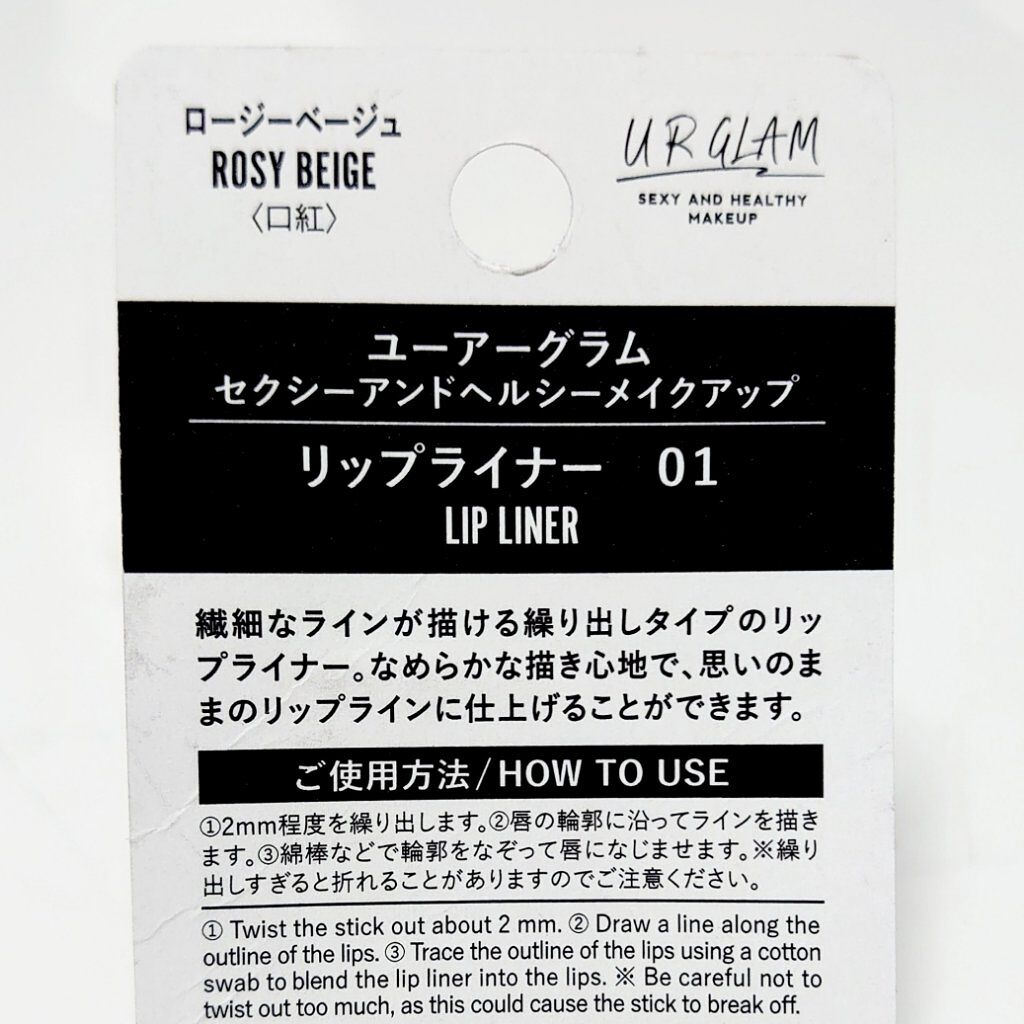 ロージーベージュ
ROSY BEIGE
〈口紅〉
UR GLAM
SEXY AND HEALTHY
MAKEUP
ユーアーグラム
セクシーアンドヘルシーメイクアップ
リップライナー 01
LIP LINER
繊細なラインが描ける繰り出しタイプのリッ
プライナー。なめらかな描き心地で、思いのま
まのリップラインに仕上げることができます。
ご使用方法/HOW TO USE
①2mm程度を繰り出します。②唇の輪郭に沿ってラインを描き
ます。③綿棒などで輪郭をなぞって唇になじませます。※繰り
出しすぎると折れることがありますのでご注意ください。
① Twist the stick out about 2 mm. ② Draw a line along the
outline of the lips. ③ Trace the outline of the lips using a cotton
swab to blend the lip liner into the lips. ※ Be careful not to
twist out too much, as this could cause the stick to break off.